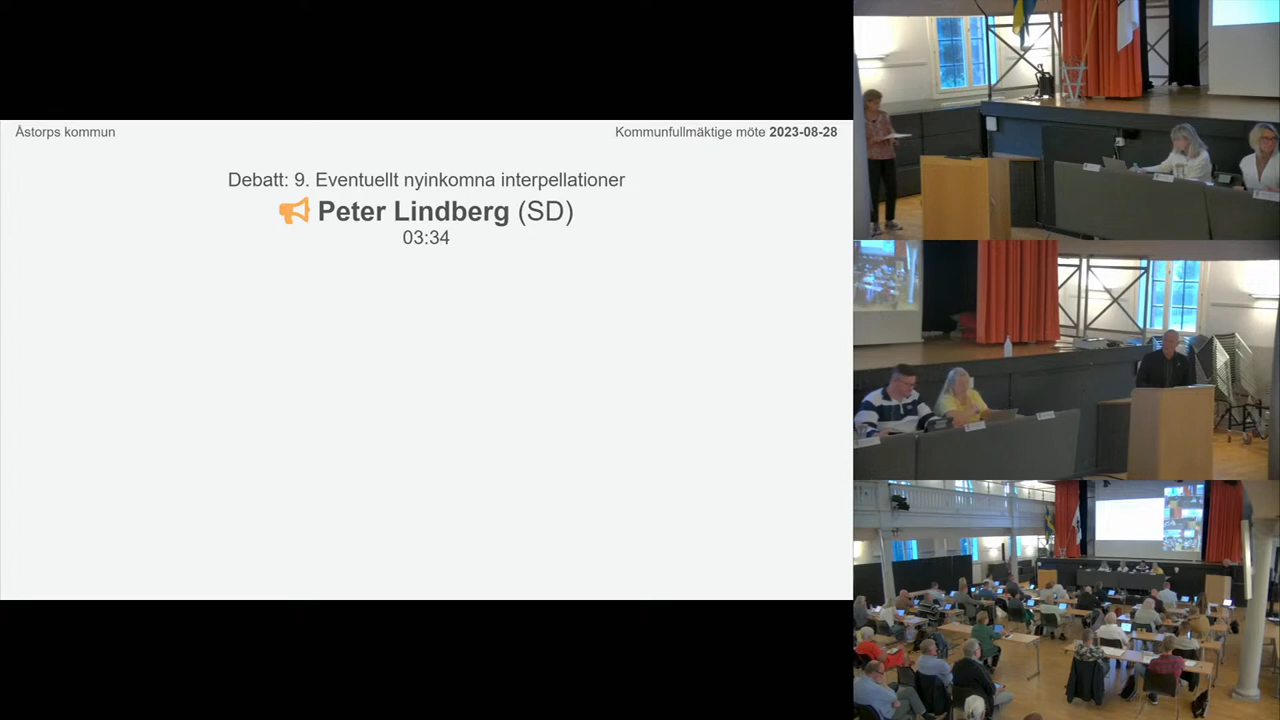 Åstorps kommun
Kommunfullmäktige möte 2023-08-28
Debatt: 9. Eventuellt nyinkomna interpellationer
Peter Lindberg (SD)
03:34